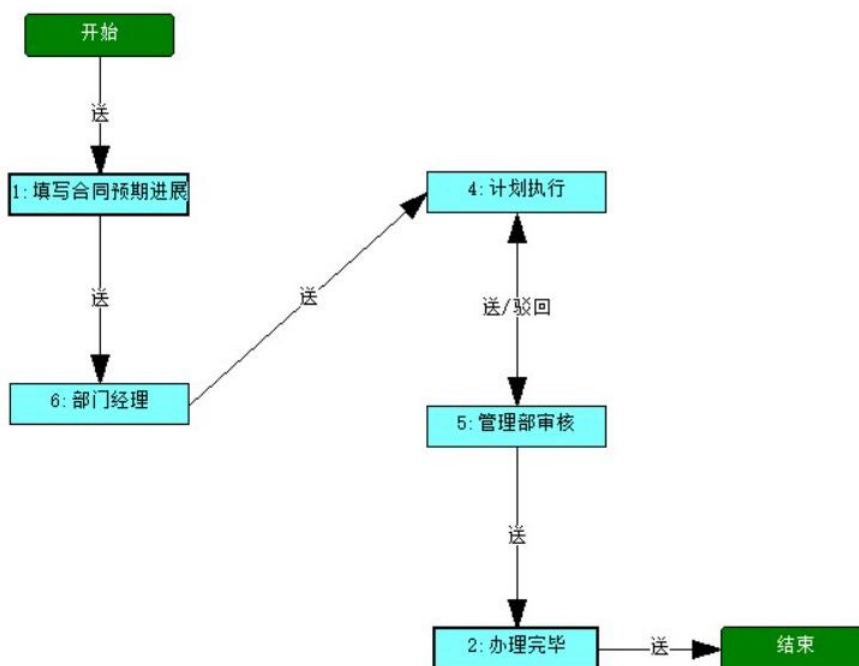 开始
送
1:填写合同预期进展
送
6:部门经理
送
4:计划执行
送/驳回
5:管理部审核
送
2:办理完毕
送
结束